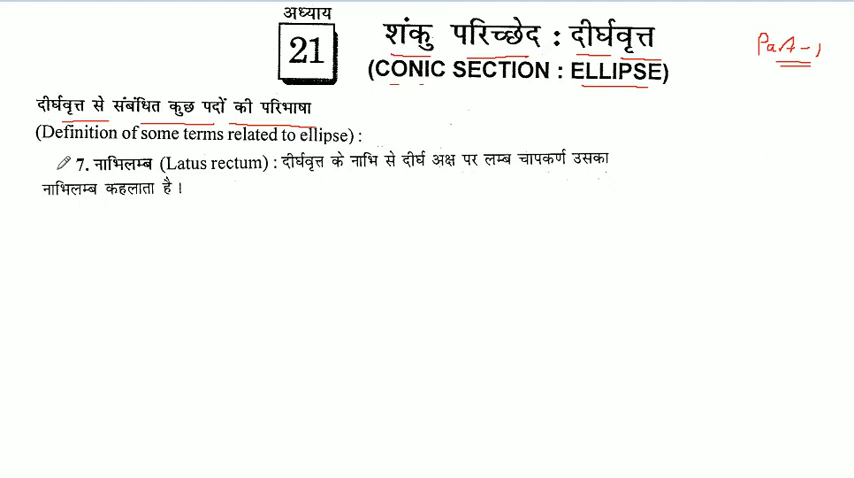 अध्याय
21
शंकु परिच्छेद : दीर्घवृत्त
(CONIC SECTION : ELLIPSE)
Part-1
दीर्घवृत्त से संबंधित कुछ पदों की परिभाषा
(Definition of some terms related to ellipse) :
7. नाभिलम्ब (Latus rectum) : दीर्घवृत्त के नाभि से दीर्घ अक्ष पर लम्ब चापकर्ण उसका
नाभिलम्ब कहलाता है ।